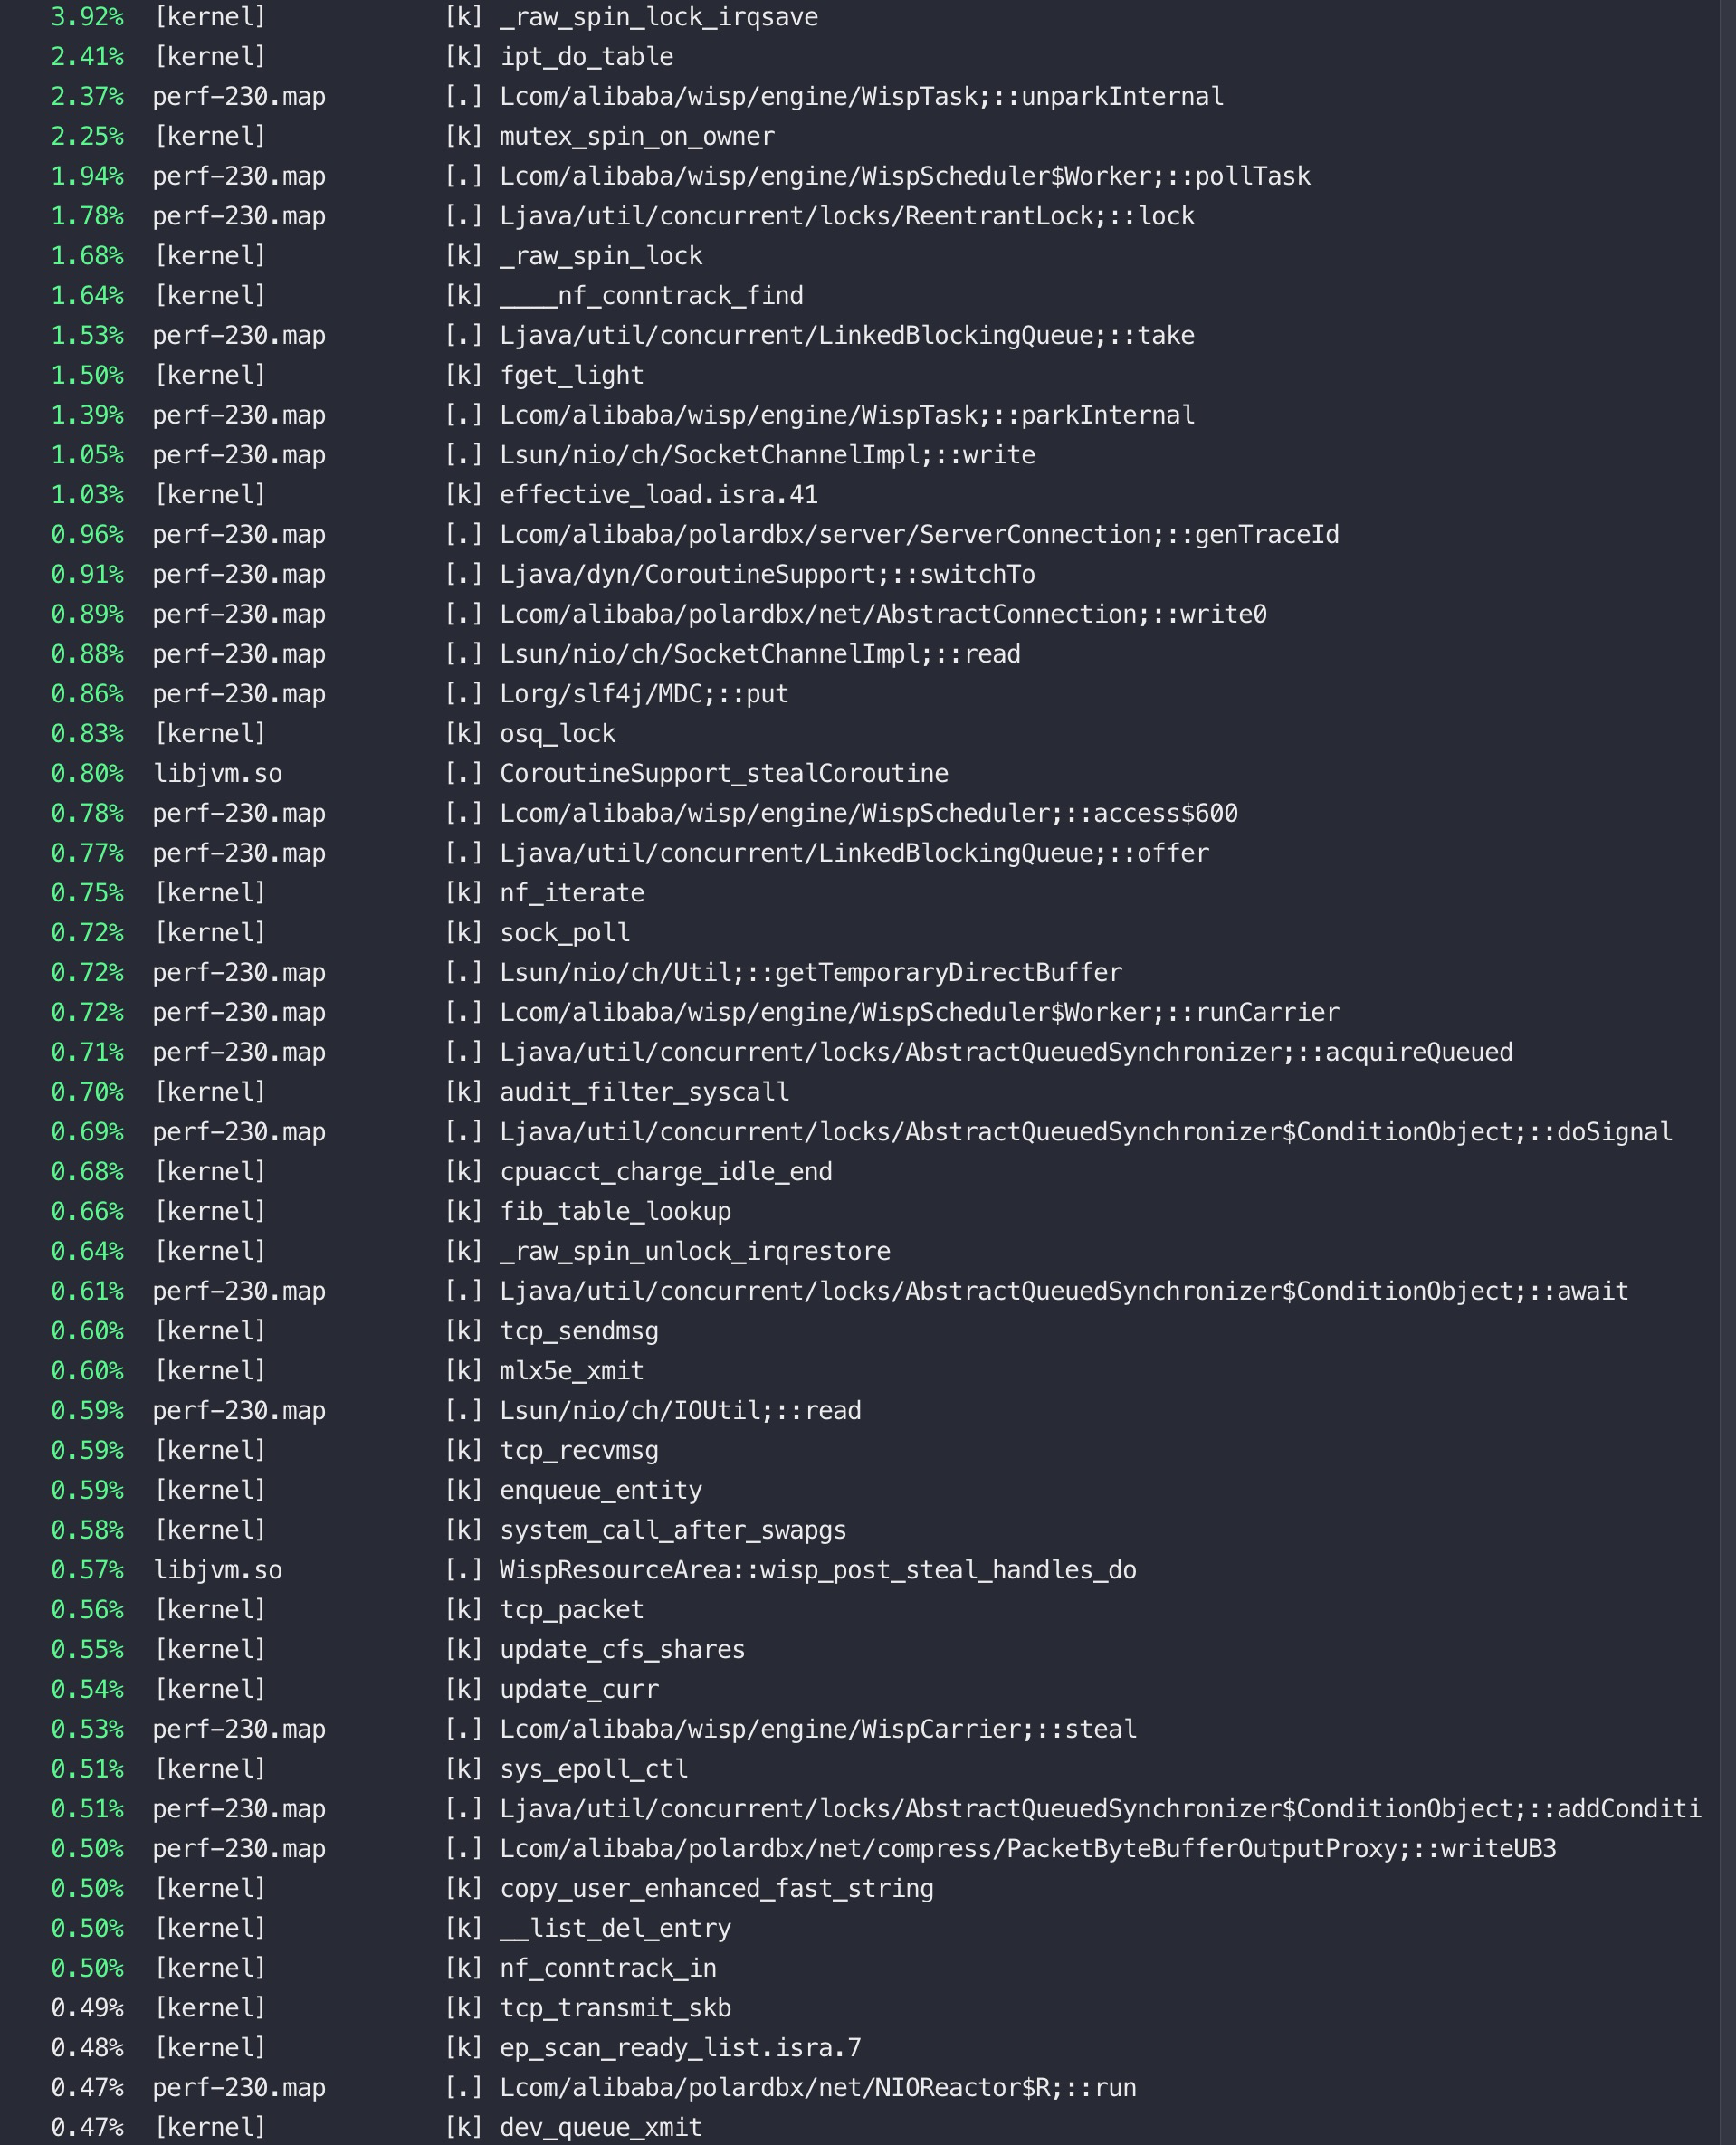 3.92% [kernel] [k] _raw_spin_lock_irqsave
2.41% [kernel] [k] ipt_do_table
2.37% perf-230.map [.] Lcom/alibaba/wisp/engine/WispTask;::unparkInternal
2.25% [kernel] [k] mutex_spin_on_owner
1.94% perf-230.map [.] Lcom/alibaba/wisp/engine/WispScheduler$Worker;::pollTask
1.78% perf-230.map [.] Ljava/util/concurrent/locks/ReentrantLock;::lock
1.68% [kernel] [k] _raw_spin_lock
1.64% [kernel] [k] ____nf_conntrack_find
1.53% perf-230.map [.] Ljava/util/concurrent/LinkedBlockingQueue;::take
1.50% [kernel] [k] fget_light
1.39% perf-230.map [.] Lcom/alibaba/wisp/engine/WispTask;::parkInternal
1.05% perf-230.map [.] Lsun/nio/ch/SocketChannelImpl;::write
1.03% [kernel] [k] effective_load.isra.41
0.96% perf-230.map [.] Lcom/alibaba/polardbx/server/ServerConnection;::genTraceId
0.91% perf-230.map [.] Ljava/dyn/CoroutineSupport;::switchTo
0.89% perf-230.map [.] Lcom/alibaba/polardbx/net/AbstractConnection;::write0
0.88% perf-230.map [.] Lsun/nio/ch/SocketChannelImpl;::read
0.86% perf-230.map [.] Lorg/slf4j/MDC;::put
0.83% [kernel] [k] osq_lock
0.80% libjvm.so [.] CoroutineSupport_stealCoroutine
0.78% perf-230.map [.] Lcom/alibaba/wisp/engine/WispScheduler;::access$600
0.77% perf-230.map [.] Ljava/util/concurrent/LinkedBlockingQueue;::offer
0.75% [kernel] [k] nf_iterate
0.72% [kernel] [k] sock_poll
0.72% perf-230.map [.] Lsun/nio/ch/Util;::getTemporaryDirectBuffer
0.72% perf-230.map [.] Lcom/alibaba/wisp/engine/WispScheduler$Worker;::runCarrier
0.71% perf-230.map [.] Ljava/util/concurrent/locks/AbstractQueuedSynchronizer;::acquireQueued
0.70% [kernel] [k] audit_filter_syscall
0.69% perf-230.map [.] Ljava/util/concurrent/locks/AbstractQueuedSynchronizer$ConditionObject;::doSignal
0.68% [kernel] [k] cpuacct_charge_idle_end
0.66% [kernel] [k] fib_table_lookup
0.64% [kernel] [k] _raw_spin_unlock_irqrestore
0.61% perf-230.map [.] Ljava/util/concurrent/locks/AbstractQueuedSynchronizer$ConditionObject;::await
0.60% [kernel] [k] tcp_sendmsg
0.60% [kernel] [k] mlx5e_xmit
0.59% perf-230.map [.] Lsun/nio/ch/IOUtil;::read
0.59% [kernel] [k] tcp_recvmsg
0.59% [kernel] [k] enqueue_entity
0.58% [kernel] [k] system_call_after_swapgs
0.57% libjvm.so [.] WispResourceArea::wisp_post_steal_handles_do
0.56% [kernel] [k] tcp_packet
0.55% [kernel] [k] update_cfs_shares
0.54% [kernel] [k] update_curr
0.53% perf-230.map [.] Lcom/alibaba/wisp/engine/WispCarrier;::steal
0.51% [kernel] [k] sys_epoll_ctl
0.51% perf-230.map [.] Ljava/util/concurrent/locks/AbstractQueuedSynchronizer$ConditionObject;::addConditi
0.50% perf-230.map [.] Lcom/alibaba/polardbx/net/compress/PacketByteBufferOutputProxy;::writeUB3
0.50% [kernel] [k] copy_user_enhanced_fast_string
0.50% [kernel] [k] __list_del_entry
0.50% [kernel] [k] nf_conntrack_in
0.49% [kernel] [k] tcp_transmit_skb
0.48% [kernel] [k] ep_scan_ready_list.isra.7
0.47% perf-230.map [.] Lcom/alibaba/polardbx/net/NIOReactor$R;::run
0.47% [kernel] [k] dev_queue_xmit